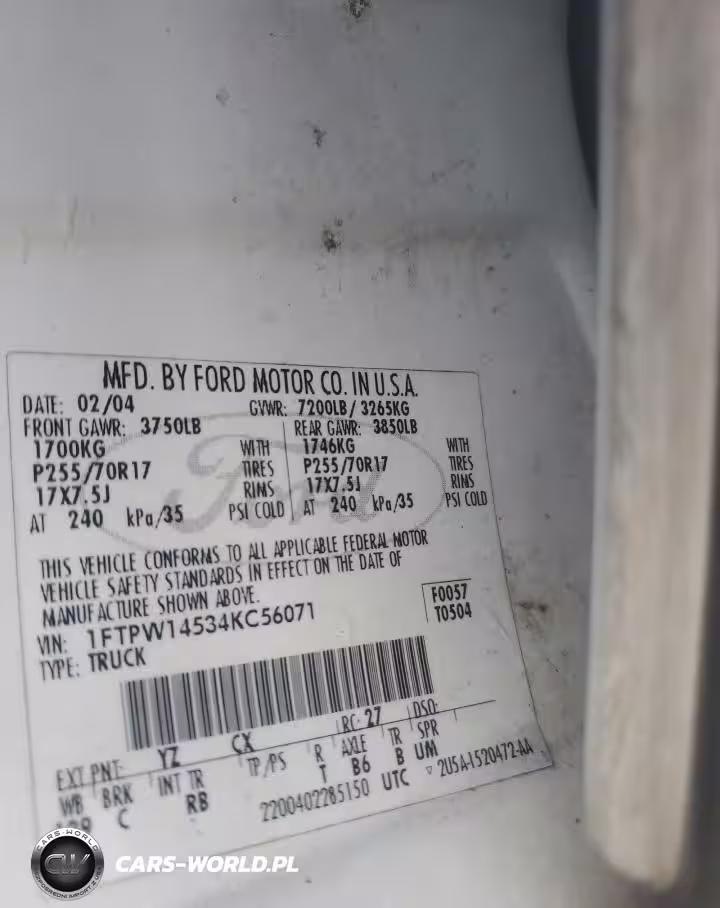 MFD. BY FORD MOTOR CO. IN U.S.A.
DATE: 02/04 GVWR: 7200LB/ 3265KG
FRONT GAWR: 3750LB REAR GAWR: 3850LB
1700KG WITH 1746KG WITH
P255/70R17 TIRES P255/70R17 TIRES
17X7.5J RIMS 17X7.5J RIMS
AT 240 kPa/35 PSI COLD AT 240 kPa/35 PSI COLD
Ford
THIS VEHICLE CONFORMS TO ALL APPLICABLE FEDERAL MOTOR
VEHICLE SAFETY STANDARDS IN EFFECT ON THE DATE OF
MANUFACTURE SHOWN ABOVE.
F0057
VIN: 1FTPW14534KC56071 T0504
TYPE: TRUCK
EXT PNT: YZ CX RC: 27 DSO:
WB BRK INT TR TP/PS R AXLE TR SPR
C RB T B6 B UM
2200402285150 UTC ▽ 2U5A-1520472-AA
CARS-WORLD
CW
CARS-WORLD.PL